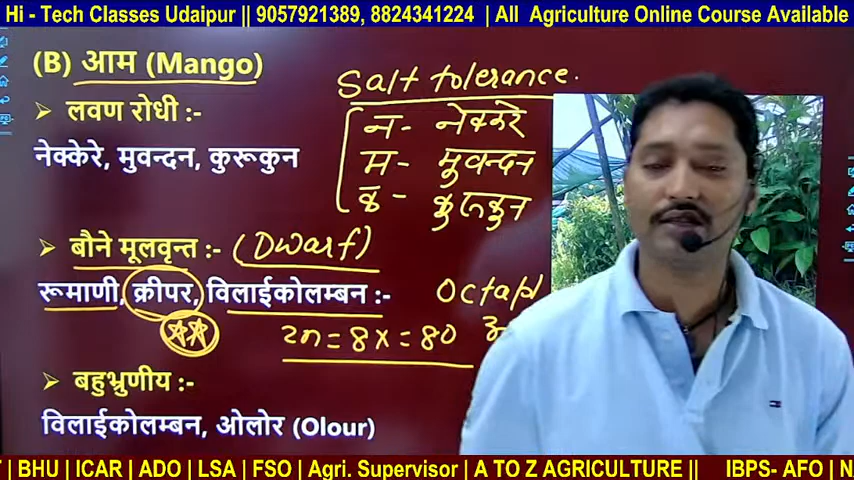 Hi - Tech Classes Udaipur || 9057921389, 8824341224 | All Agriculture Online Course Available
(B) आम (Mango)
Salt tolerance.
➤ लवण रोधी :-
नेक्केरे, मुवन्दन, कुरूकुन
न - नेक्केरे
म - मुवन्दन
क - कुरुकुन
➤ बौने मूलवृन्त :- (Dwarf)
रूमाणी, क्रीपर, विलाईकोलम्बन :-
Octapl
2n = 8x = 80
➤ बहुभ्रुणीय :-
विलाईकोलम्बन, ओलोर (Olour)
| BHU | ICAR | ADO | LSA | FSO | Agri. Supervisor | A TO Z AGRICULTURE || IBPS- AFO | N